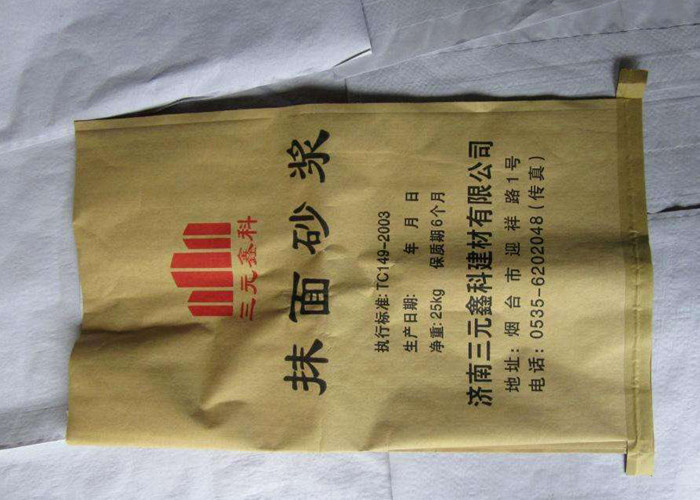 三元鑫科
抹面砂浆
执行标准:TC149-2003
生产日期: 年 月 日
净重:25kg 保质期6个月
济南三元鑫科建材有限公司
地址：烟台市迎祥路1号
电话：0535-6202048(传真)